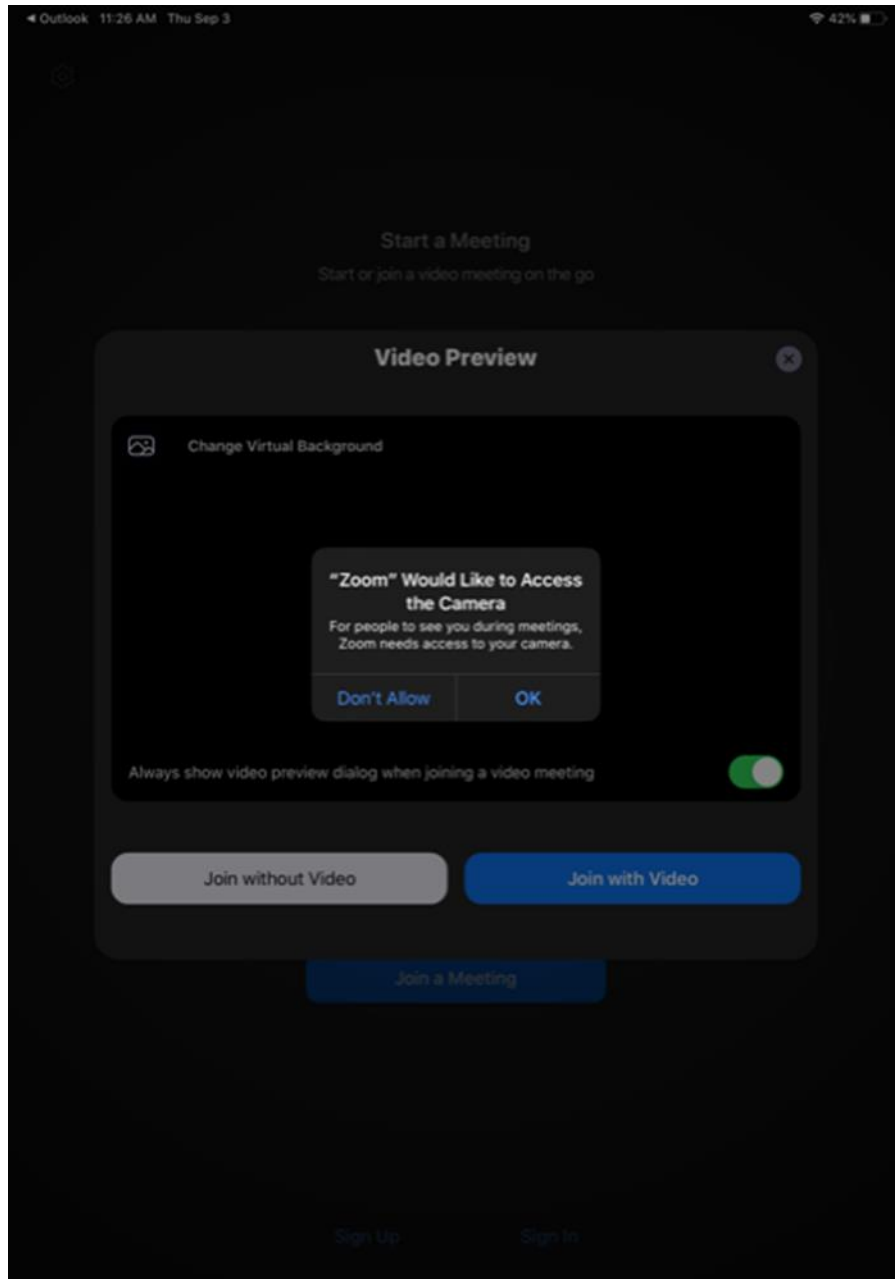 ◀ Outlook 11:26 AM Thu Sep 3 42%
Start a Meeting
Start or join a video meeting on the go
Video Preview
Change Virtual Background
“Zoom” Would Like to Access
the Camera
For people to see you during meetings,
Zoom needs access to your camera.
Don't Allow OK
Always show video preview dialog when joining a video meeting
Join without Video Join with Video
Join a Meeting
Sign Up Sign In